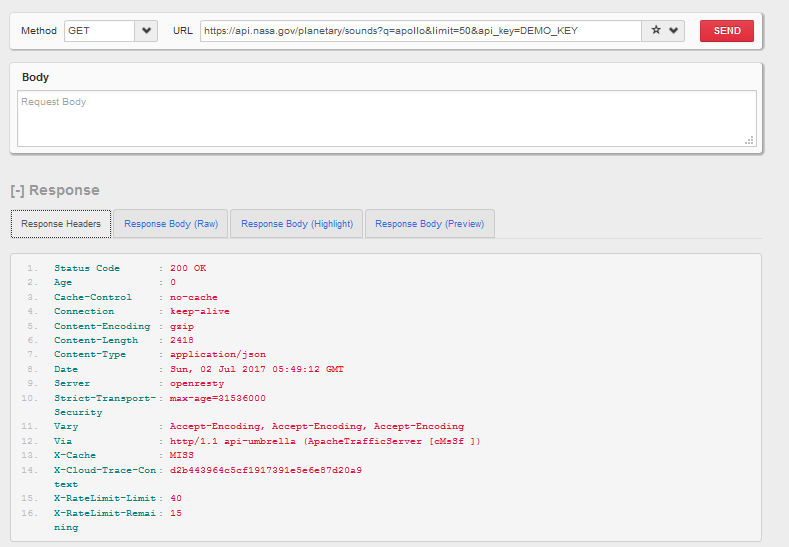 Method GET URL https://api.nasa.gov/planetary/sounds?q=apollo&limit=50&api_key=DEMO_KEY SEND
Body
Request Body
[-] Response
Response Headers Response Body (Raw) Response Body (Highlight) Response Body (Preview)
1. Status Code : 200 OK
2. Age : 0
3. Cache-Control : no-cache
4. Connection : keep-alive
5. Content-Encoding : gzip
6. Content-Length : 2418
7. Content-Type : application/json
8. Date : Sun, 02 Jul 2017 05:49:12 GMT
9. Server : openresty
10. Strict-Transport- : max-age=31536000
Security
11. Vary : Accept-Encoding, Accept-Encoding, Accept-Encoding
12. Via : http/1.1 api-umbrella (ApacheTrafficServer [cMsSf ])
13. X-Cache : MISS
14. X-Cloud-Trace-Con : d2b443964c5cf1917391e5e6e87d20a9
text
15. X-RateLimit-Limit : 40
16. X-RateLimit-Remai : 15
ning